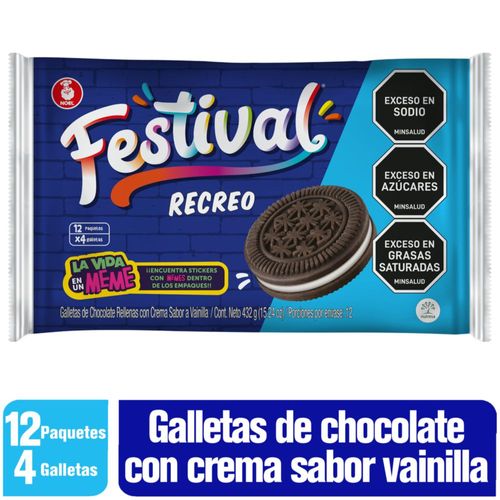 NOEL
Festival
RECREO
EXCESO EN
SODIO
MINSALUD
EXCESO EN
AZÚCARES
MINSALUD
EXCESO EN
GRASAS
SATURADAS
MINSALUD
12 Paquetes
x4 galletas
LA VIDA
EN UN MEME
¡¡ENCUENTRA STICKERS
CON MEMES DENTRO
DE LOS EMPAQUES!!
Galletas de Chocolate Rellenas con Crema Sabor a Vainilla / Cont. Neto 432 g (15.24 oz) / Porciones por envase: 12
nutresa
12 Paquetes
4 Galletas
Galletas de chocolate
con crema sabor vainilla